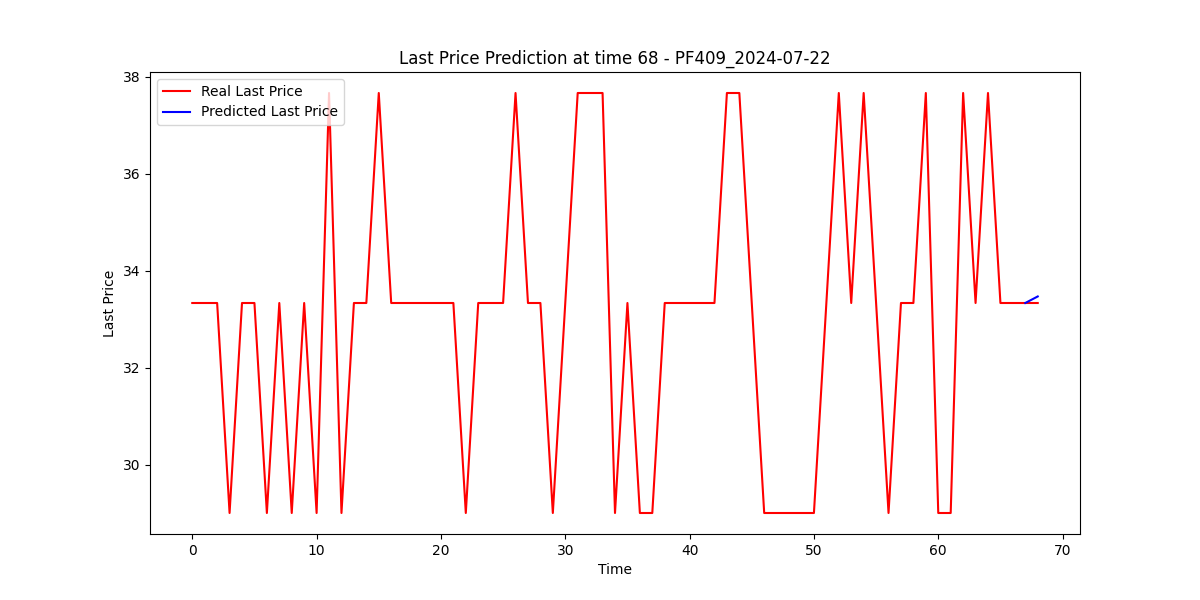 Last Price Prediction at time 68 - PF409_2024-07-22
Real Last Price
Predicted Last Price
Last Price
38
36
34
32
30
0 10 20 30 40 50 60 70
Time